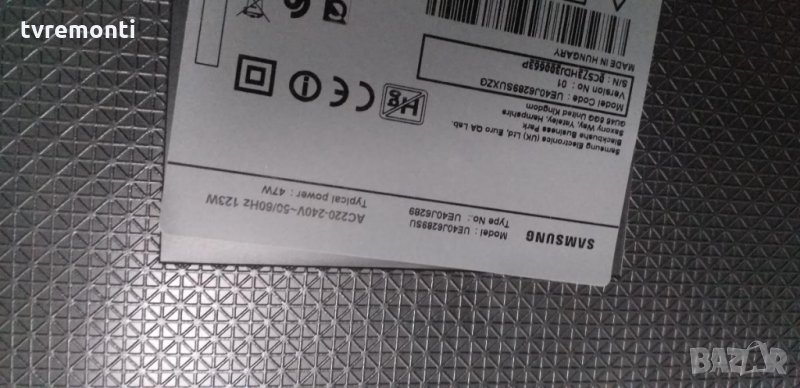 tvremonti
SAMSUNG
Model : UE40J6289SU
Type No.: UE40J6289
AC220-240V~50/60Hz 123W
Typical power : 47W
Samsung Electronics (UK) Ltd, Euro QA Lab.
Blackbushe Business Park
Saxony Way, Yateley, Hampshire
GU46 6GG United Kingdom
Hg
CE
Model Code : UE40J6289SUXZG
Version No : 01
S/N :
MADE IN HUNGARY
BAZAR